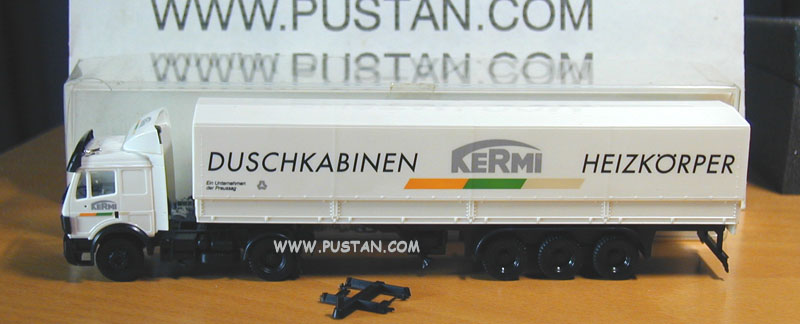 WWW.PUSTAN.COM
WWW.PUSTAN.COM
DUSCHKABINEN KERMI HEIZKÖRPER
Ein Unternehmen
der Preussag
KERMI
WWW.PUSTAN.COM